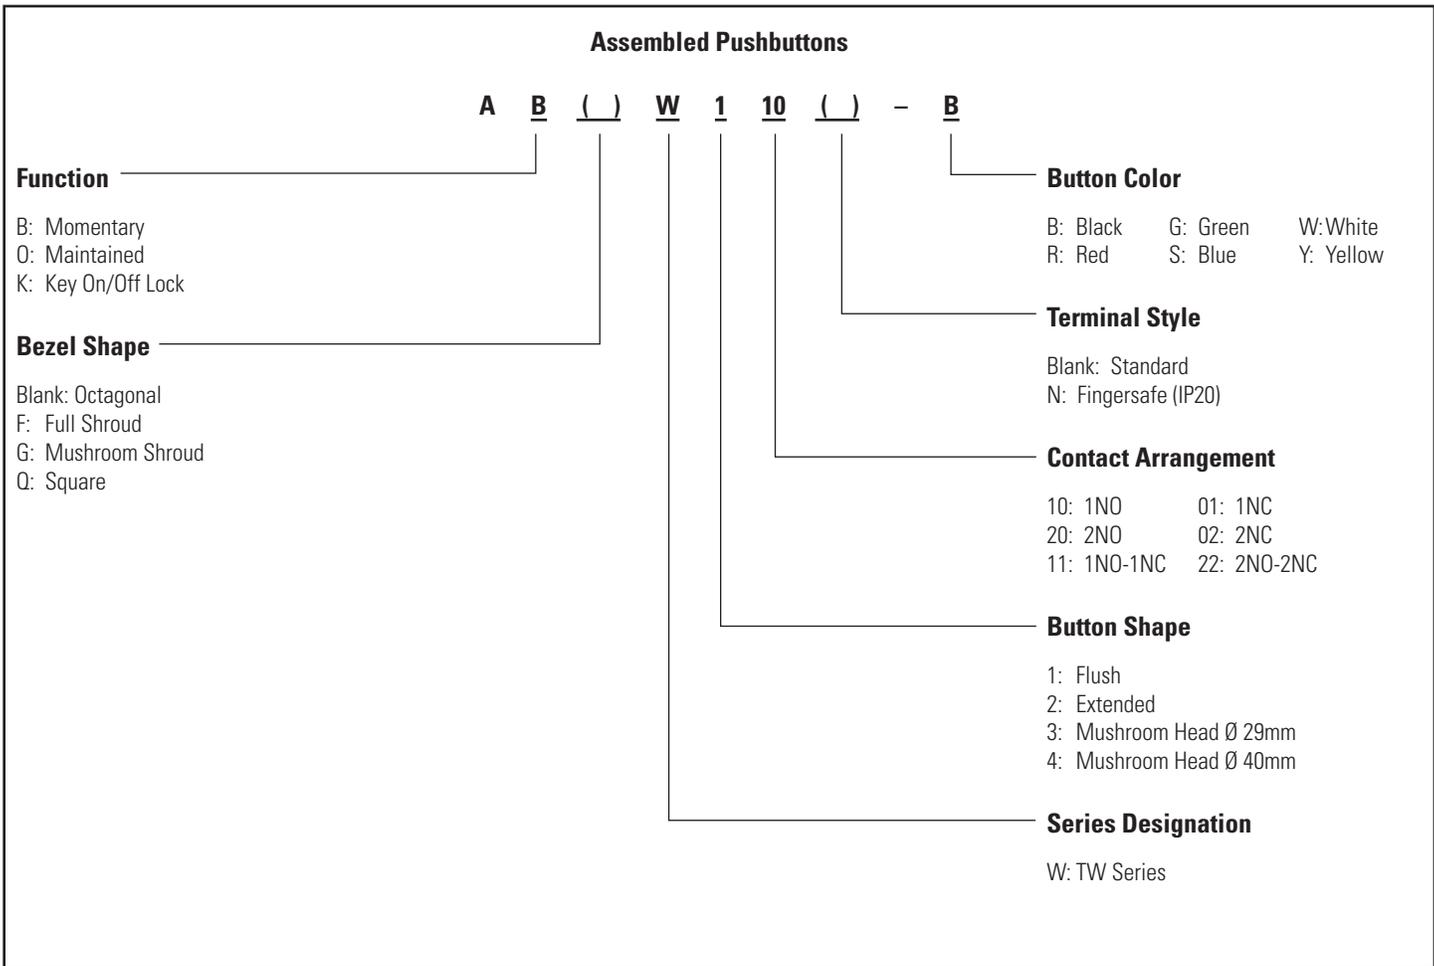 Assembled Pushbuttons
A B ( ) W 1 10 ( ) – B
Function
B: Momentary
O: Maintained
K: Key On/Off Lock
Bezel Shape
Blank: Octagonal
F: Full Shroud
G: Mushroom Shroud
Q: Square
Button Color
B: Black G: Green W: White
R: Red S: Blue Y: Yellow
Terminal Style
Blank: Standard
N: Fingersafe (IP20)
Contact Arrangement
10: 1NO 01: 1NC
20: 2NO 02: 2NC
11: 1NO-1NC 22: 2NO-2NC
Button Shape
1: Flush
2: Extended
3: Mushroom Head Ø 29mm
4: Mushroom Head Ø 40mm
Series Designation
W: TW Series